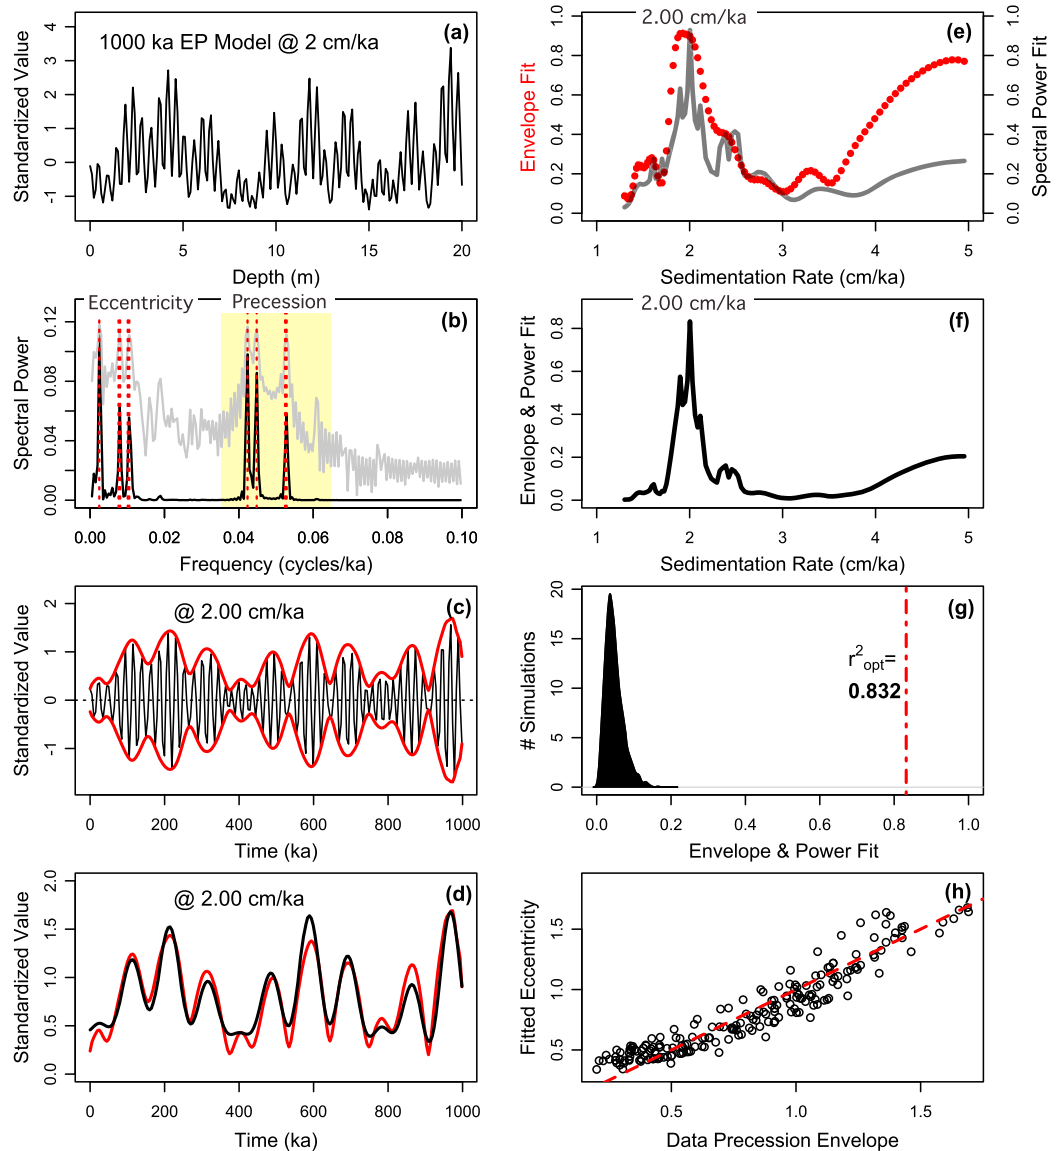 (a)
1000 ka EP Model @ 2 cm/ka
Standardized Value
-1 0 1 2 3 4
0 5 10 15 20
Depth (m)
(e)
2.00 cm/ka
Envelope Fit
0.0 0.2 0.4 0.6 0.8 1.0
Spectral Power Fit
0.0 0.2 0.4 0.6 0.8 1.0
1 2 3 4 5
Sedimentation Rate (cm/ka)
Eccentricity
Precession
(b)
Spectral Power
0.00 0.04 0.08 0.12
0.00 0.02 0.04 0.06 0.08 0.10
Frequency (cycles/ka)
2.00 cm/ka
(f)
Envelope & Power Fit
0.0 0.2 0.4 0.6 0.8
1 2 3 4 5
Sedimentation Rate (cm/ka)
@ 2.00 cm/ka
(c)
Standardized Value
-1 0 1 2
0 200 400 600 800 1000
Time (ka)
(g)
# Simulations
0 5 10 15 20
r²opt=
0.832
0.0 0.2 0.4 0.6 0.8 1.0
Envelope & Power Fit
@ 2.00 cm/ka
(d)
Standardized Value
0.0 0.5 1.0 1.5 2.0
0 200 400 600 800 1000
Time (ka)
(h)
Fitted Eccentricity
0.5 1.0 1.5
0.5 1.0 1.5
Data Precession Envelope